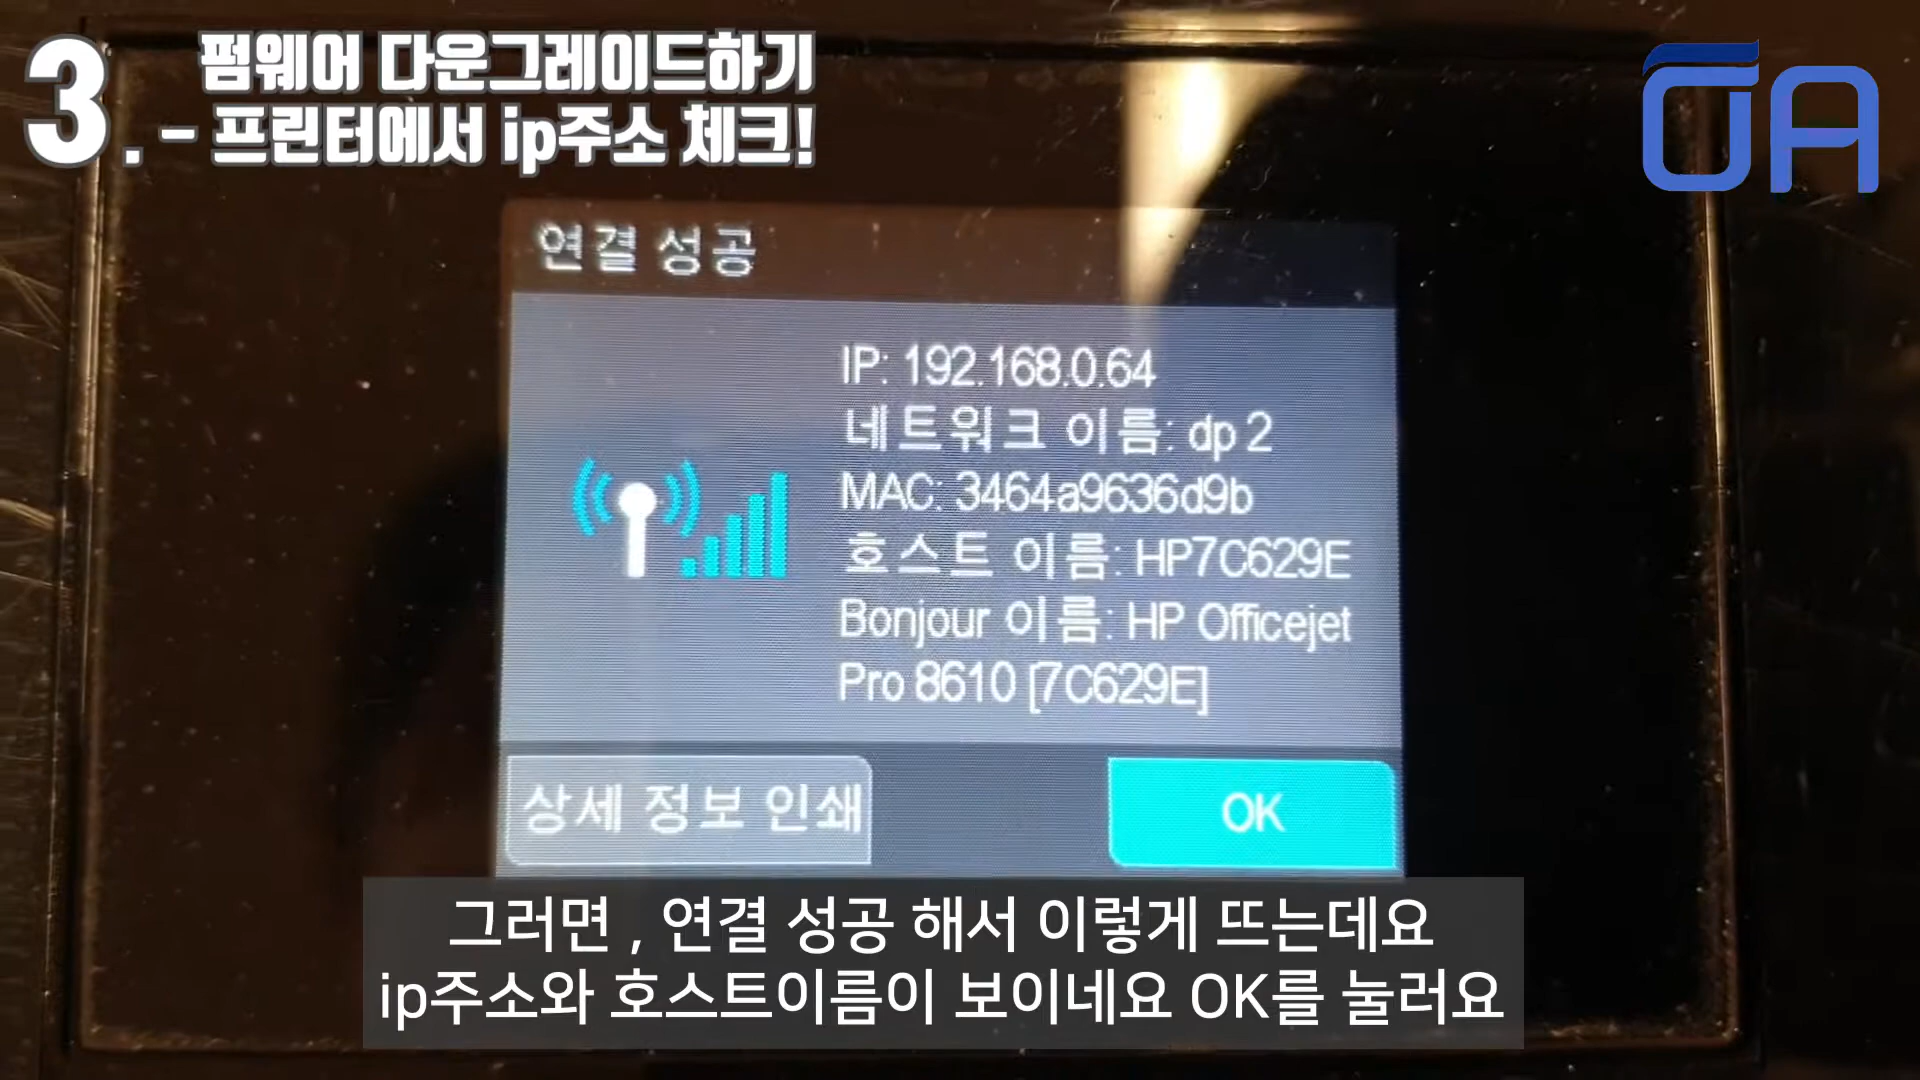 3. 펌웨어 다운그레이드하기
- 프린터에서 ip주소 체크!
연결 성공
IP: 192.168.0.64
네트워크 이름: dp 2
MAC: 3464a9636d9b
호스트 이름: HP7C629E
Bonjour 이름: HP Officejet
Pro 8610 [7C629E]
상세 정보 인쇄
OK
그러면 , 연결 성공 해서 이렇게 뜨는데요
ip주소와 호스트이름이 보이네요 OK를 눌러요